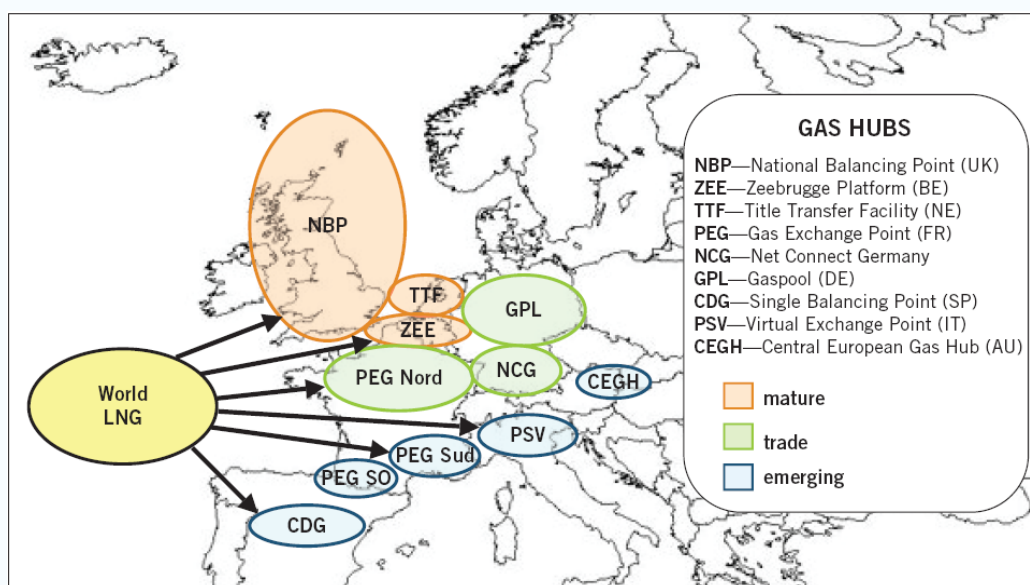 NBP
TTF
ZEE
GPL
PEG Nord
NCG
CEGH
World
LNG
PSV
PEG Sud
PEG SO
CDG
GAS HUBS
NBP—National Balancing Point (UK)
ZEE—Zeebrugge Platform (BE)
TTF—Title Transfer Facility (NE)
PEG—Gas Exchange Point (FR)
NCG—Net Connect Germany
GPL—Gaspool (DE)
CDG—Single Balancing Point (SP)
PSV—Virtual Exchange Point (IT)
CEGH—Central European Gas Hub (AU)
mature
trade
emerging